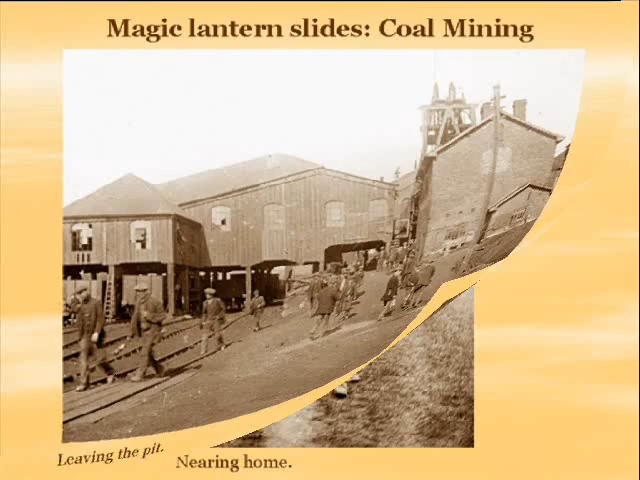 Magic lantern slides: Coal Mining
Leaving the pit.
Nearing home.